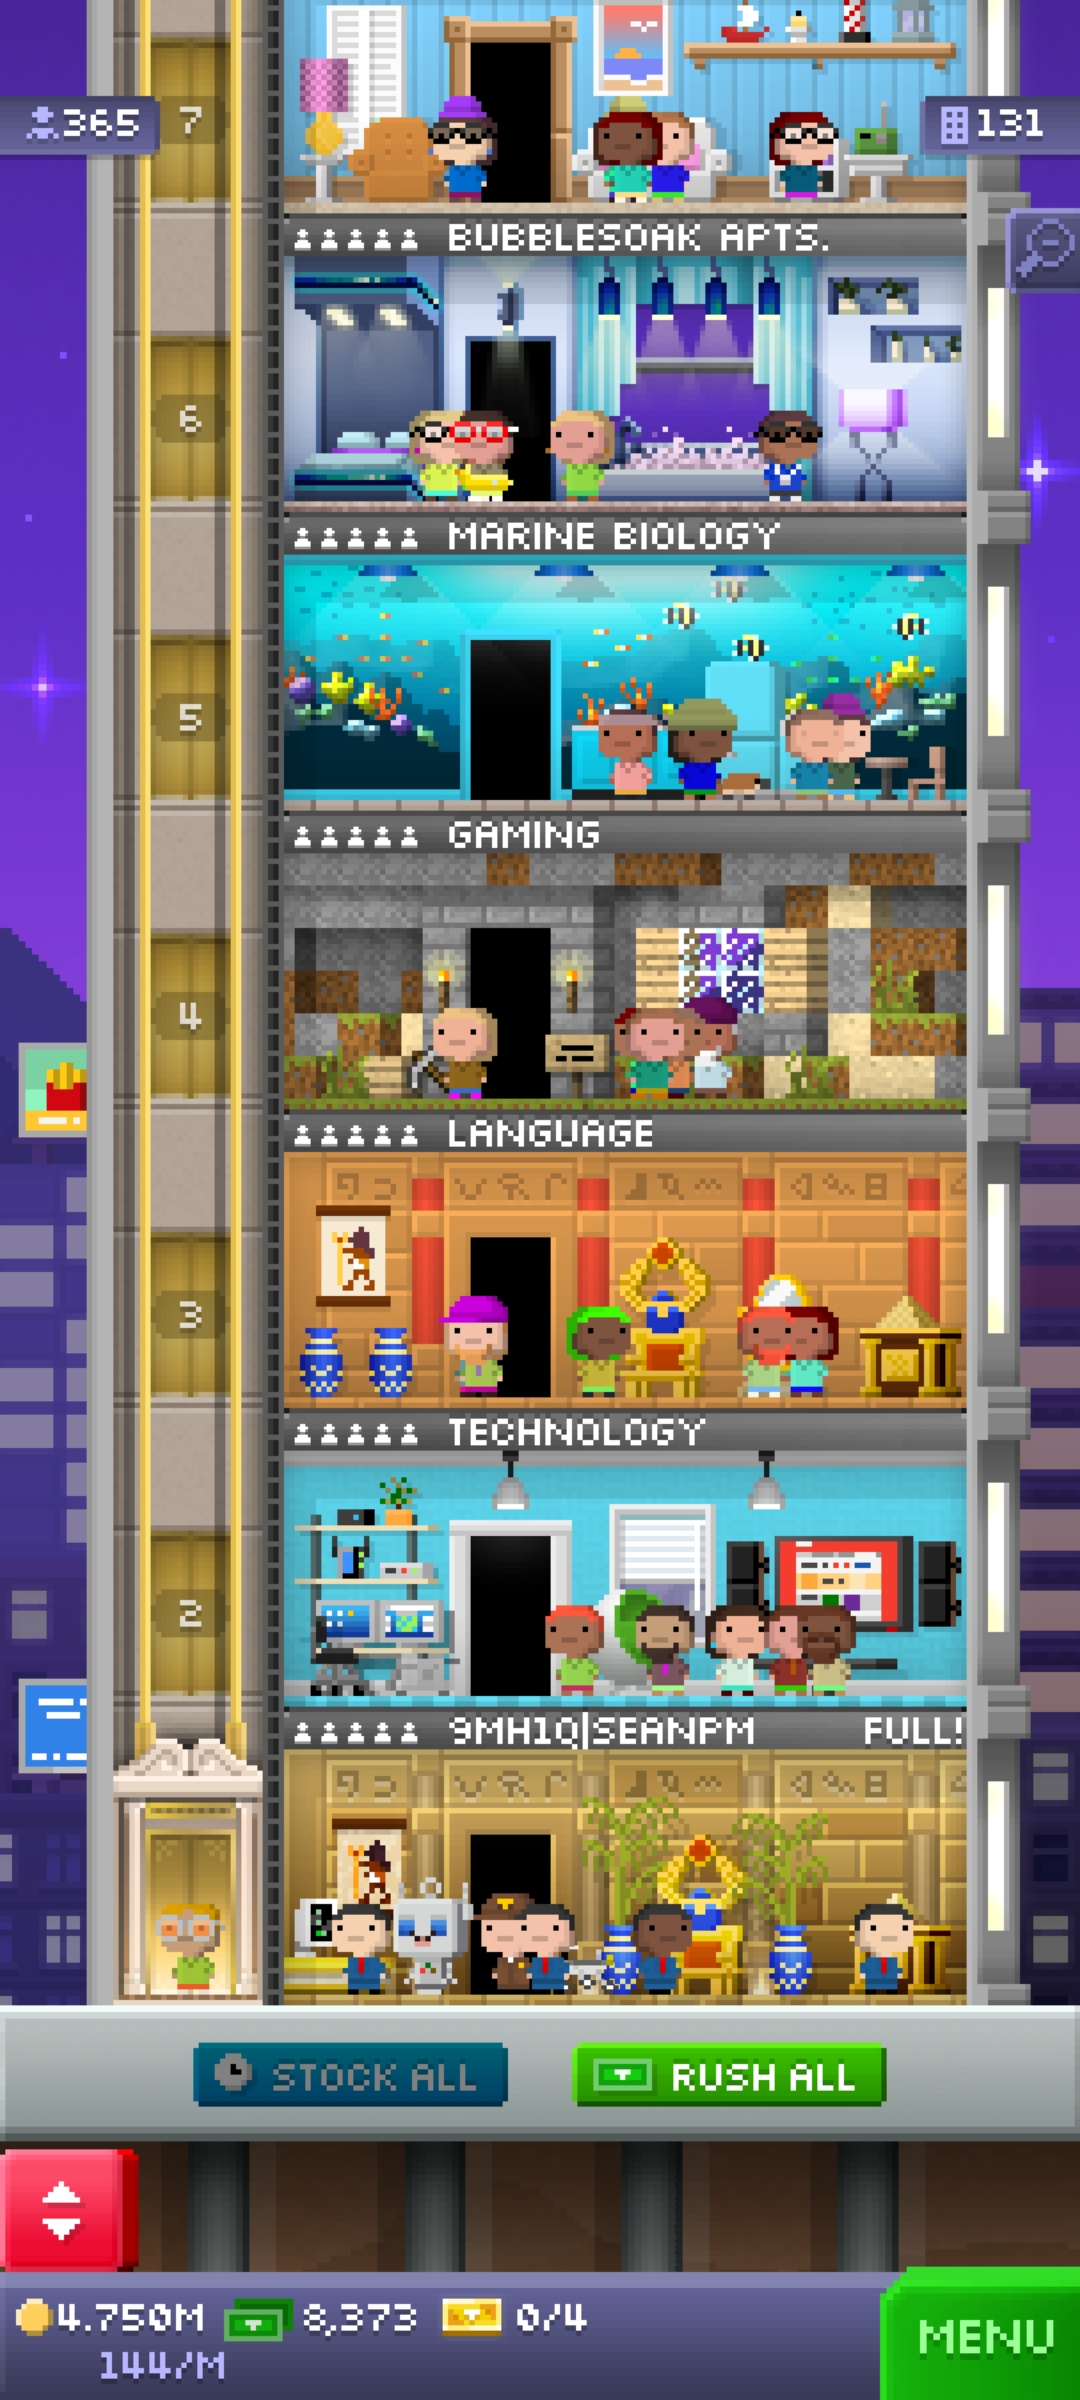 365
7
131
BUBBLESOAK APTS.
6
MARINE BIOLOGY
5
GAMING
4
LANGUAGE
3
TECHNOLOGY
2
9MH1Q|SEANPM FULL!
STOCK ALL
RUSH ALL
4.750M 8,373 0/4
144/M
MENU